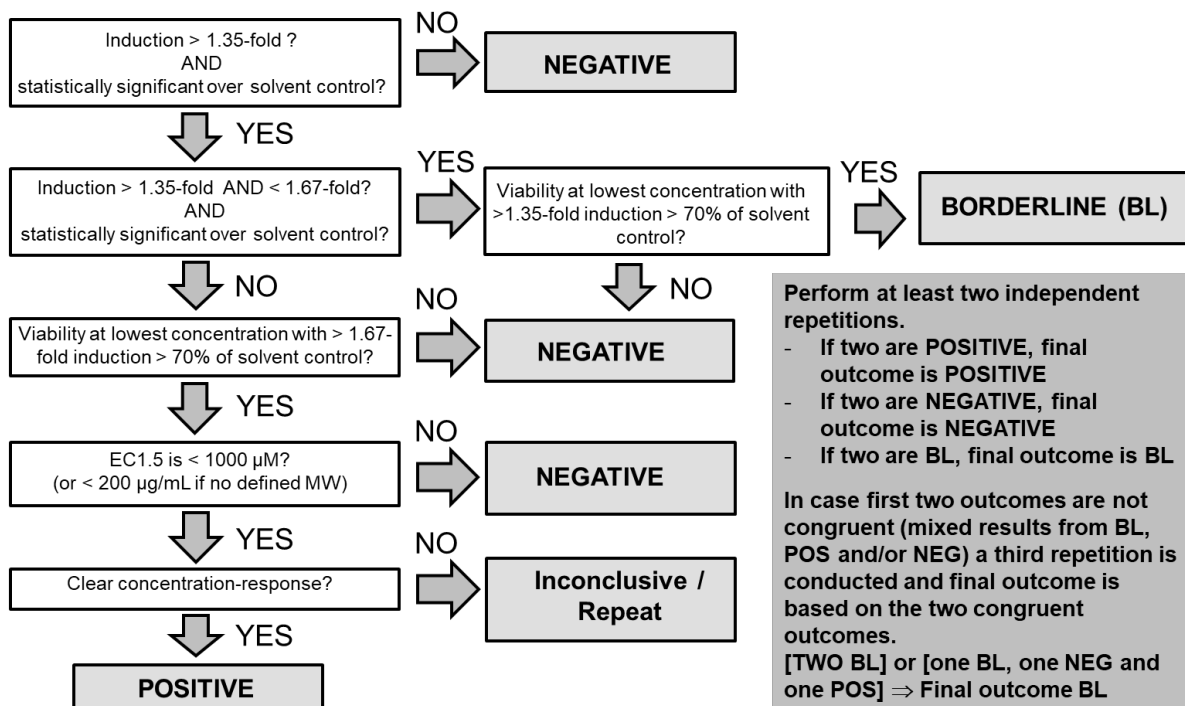 Induction > 1.35-fold ?
AND
statistically significant over solvent control?
NO
NEGATIVE
YES
Induction > 1.35-fold AND < 1.67-fold?
AND
statistically significant over solvent control?
YES
Viability at lowest concentration with
>1.35-fold induction > 70% of solvent
control?
YES
BORDERLINE (BL)
NO
NO
Viability at lowest concentration with > 1.67-
fold induction > 70% of solvent control?
NO
NEGATIVE
YES
EC1.5 is < 1000 µM?
(or < 200 µg/mL if no defined MW)
NO
NEGATIVE
YES
Clear concentration-response?
NO
Inconclusive /
Repeat
YES
POSITIVE
Perform at least two independent
repetitions.
- If two are POSITIVE, final
outcome is POSITIVE
- If two are NEGATIVE, final
outcome is NEGATIVE
- If two are BL, final outcome is BL
In case first two outcomes are not
congruent (mixed results from BL,
POS and/or NEG) a third repetition is
conducted and final outcome is
based on the two congruent
outcomes.
[TWO BL] or [one BL, one NEG and
one POS] ⇒ Final outcome BL